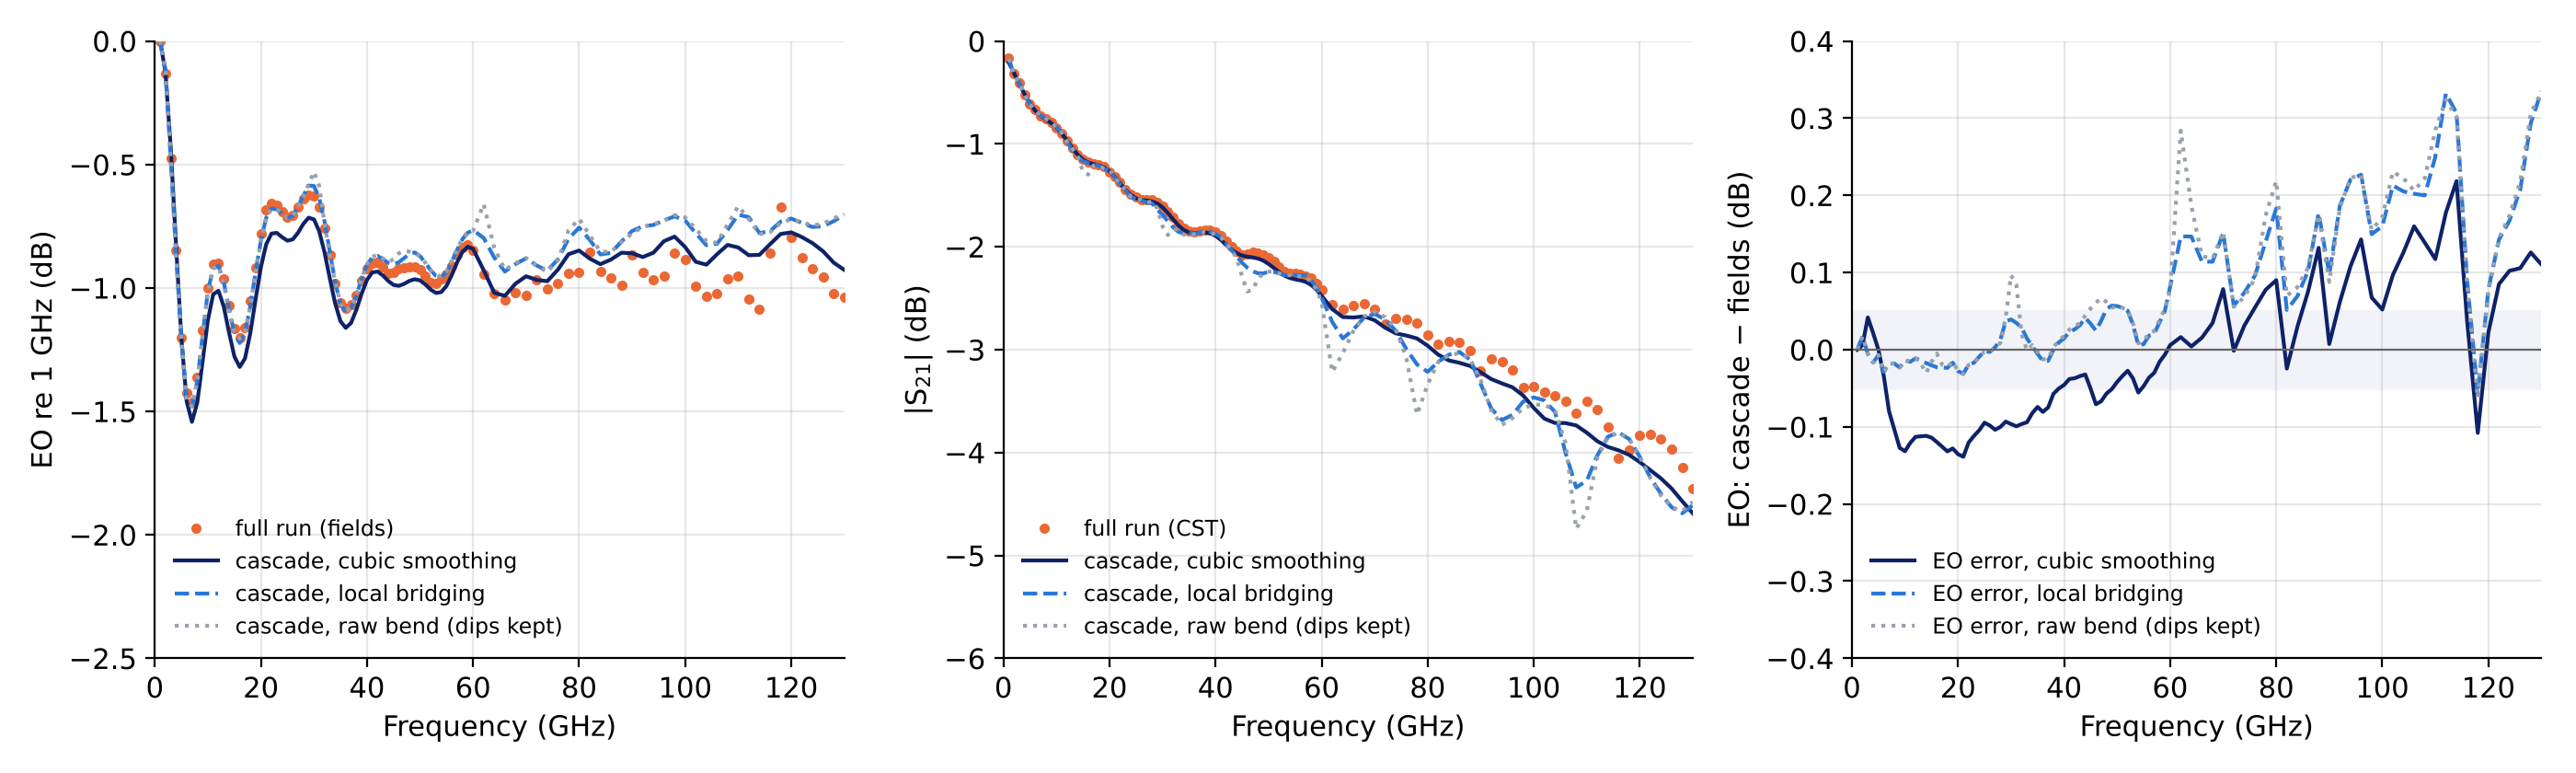 EO re 1 GHz (dB)
0.0
−0.5
−1.0
−1.5
−2.0
−2.5
full run (fields)
cascade, cubic smoothing
cascade, local bridging
cascade, raw bend (dips kept)
0 20 40 60 80 100 120
Frequency (GHz)
|S21| (dB)
0
−1
−2
−3
−4
−5
−6
full run (CST)
cascade, cubic smoothing
cascade, local bridging
cascade, raw bend (dips kept)
0 20 40 60 80 100 120
Frequency (GHz)
EO: cascade − fields (dB)
0.4
0.3
0.2
0.1
0.0
−0.1
−0.2
−0.3
−0.4
EO error, cubic smoothing
EO error, local bridging
EO error, raw bend (dips kept)
0 20 40 60 80 100 120
Frequency (GHz)